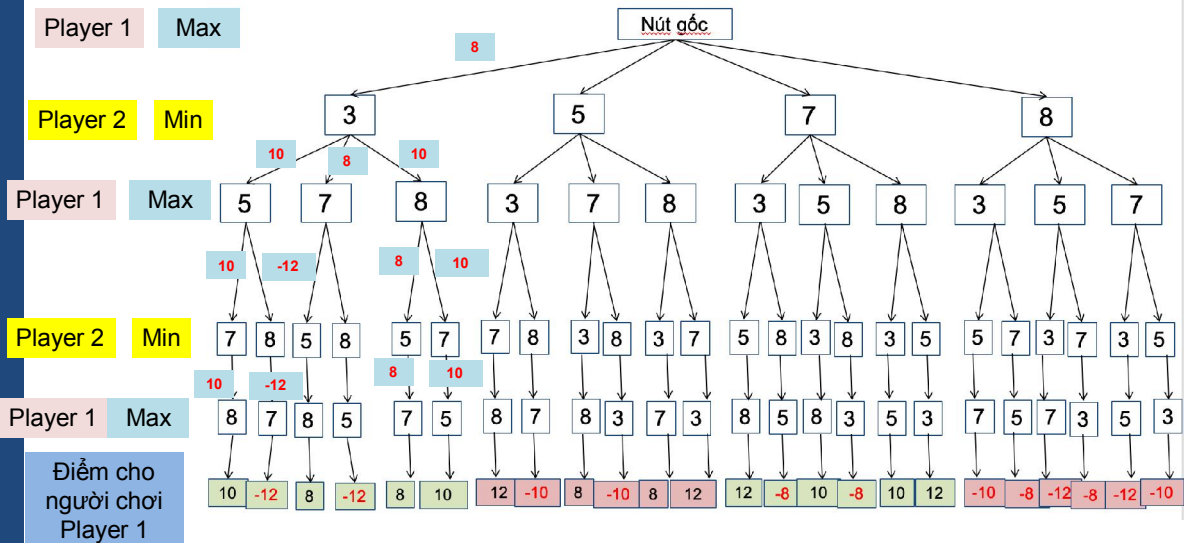 Player 1 Max Nút gốc
8
Player 2 Min 3 5 7 8
10 8 10
Player 1 Max 5 7 8 3 7 8 3 5 8 3 5 7
10 -12 8 10
Player 2 Min 7 8 5 8 5 7 7 8 3 8 3 7 5 8 3 8 3 5 5 7 3 7 3 5
10 -12 8 10
Player 1 Max 8 7 8 5 7 5 8 7 8 3 7 3 8 5 8 3 5 3 7 5 7 3 5 3
Điểm cho
người chơi
Player 1
10 -12 8 -12 8 10 12 -10 8 -10 8 12 12 -8 10 -8 10 12 -10 -8 -12 -8 -12 -10